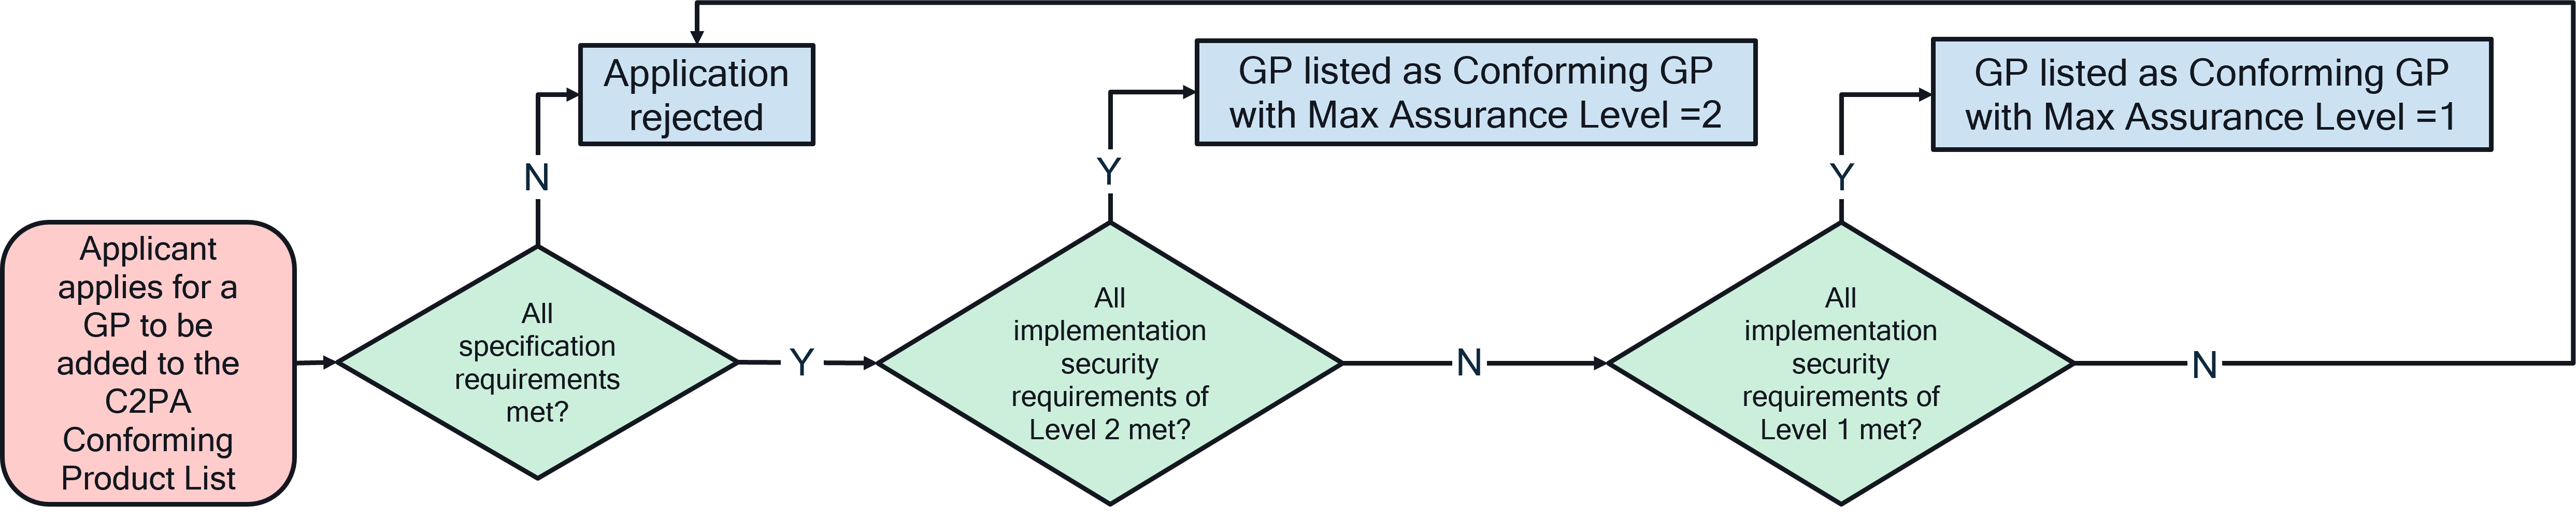 Applicant
applies for a
GP to be
added to the
C2PA
Conforming
Product List
All
specification
requirements
met?
N
Application
rejected
Y
All
implementation
security
requirements of
Level 2 met?
Y
GP listed as Conforming GP
with Max Assurance Level =2
N
All
implementation
security
requirements of
Level 1 met?
Y
GP listed as Conforming GP
with Max Assurance Level =1
N